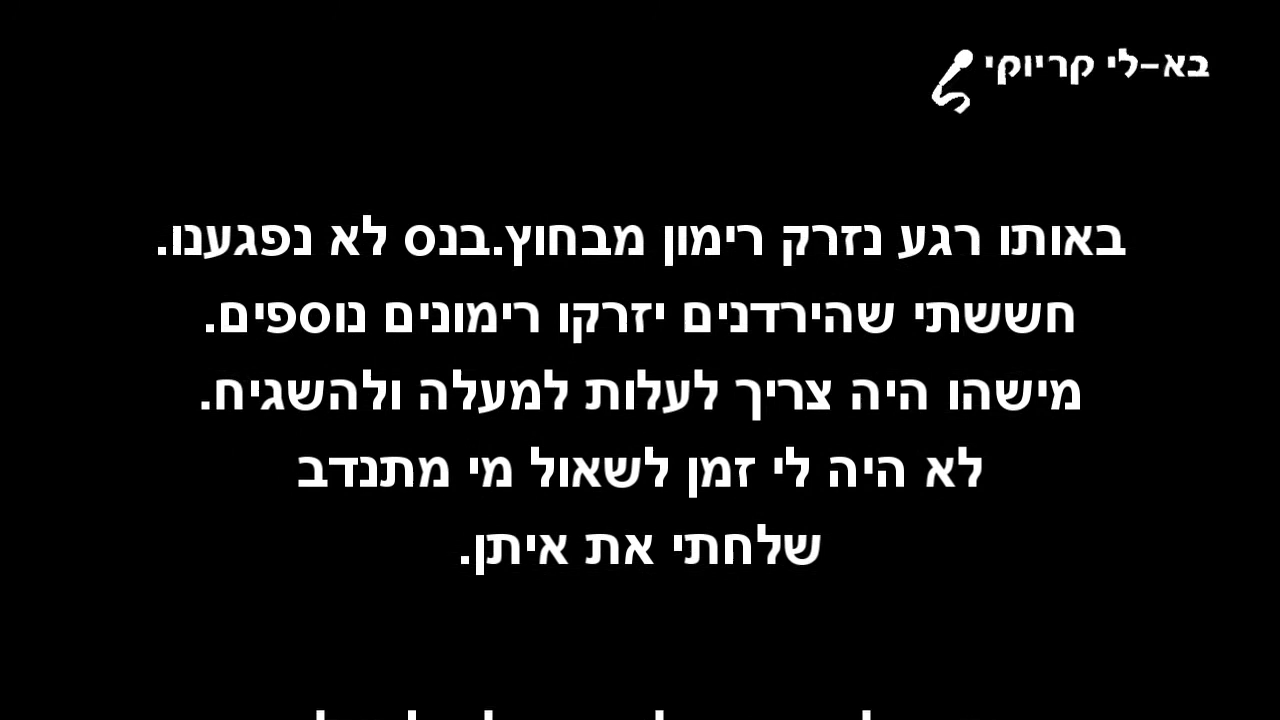 בא-לי קריוקי
באותו רגע נזרק רימון מבחוץ.בנס לא נפגענו.
חששתי שהירדנים יזרקו רימונים נוספים.
מישהו היה צריך לעלות למעלה ולהשגיח.
לא היה לי זמן לשאול מי מתנדב
שלחתי את איתן.